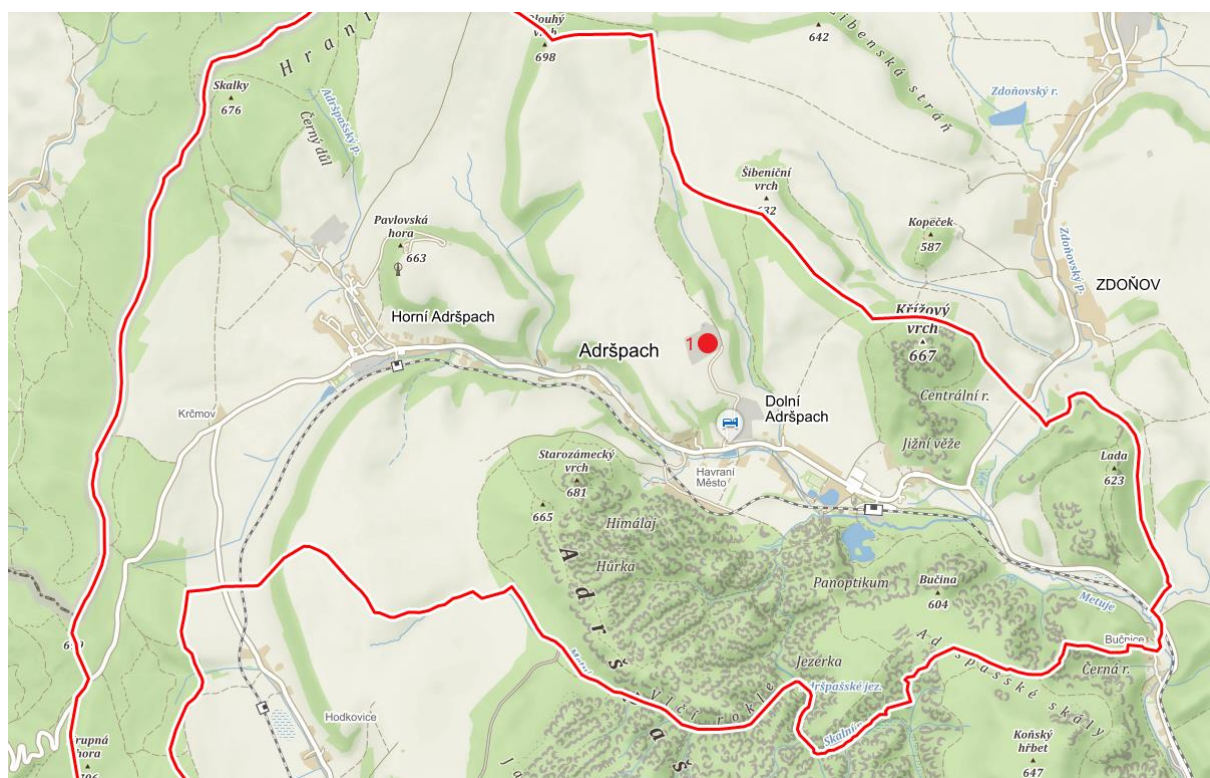 Dlouhý
vrch
698
Hrani
642
Šibenská stráň
Skalky
676
Černý důl
Adršpašský p.
Zdoňovský r.
Šibeniční
vrch
632
Pavlovská
hora
663
Kopeček
587
Zdoňovský p.
ZDOŇOV
Horní Adršpach
Křížový
vrch
667
Adršpach
1
Centrální r.
Krčmov
Dolní
Adršpach
Jižní věže
Starozámecký
vrch
681
Havraní
Město
Lada
623
665
Himálaj
Hůrka
Panoptikum
Bučina
604
Metuje
Adršpašské skály
Bučnice
Černá r.
Jezérka
Adršpašské jez.
Vlčí rokle
Skalní
Hodkovice
Koňský
hřbet
647
Krupná
hora
706